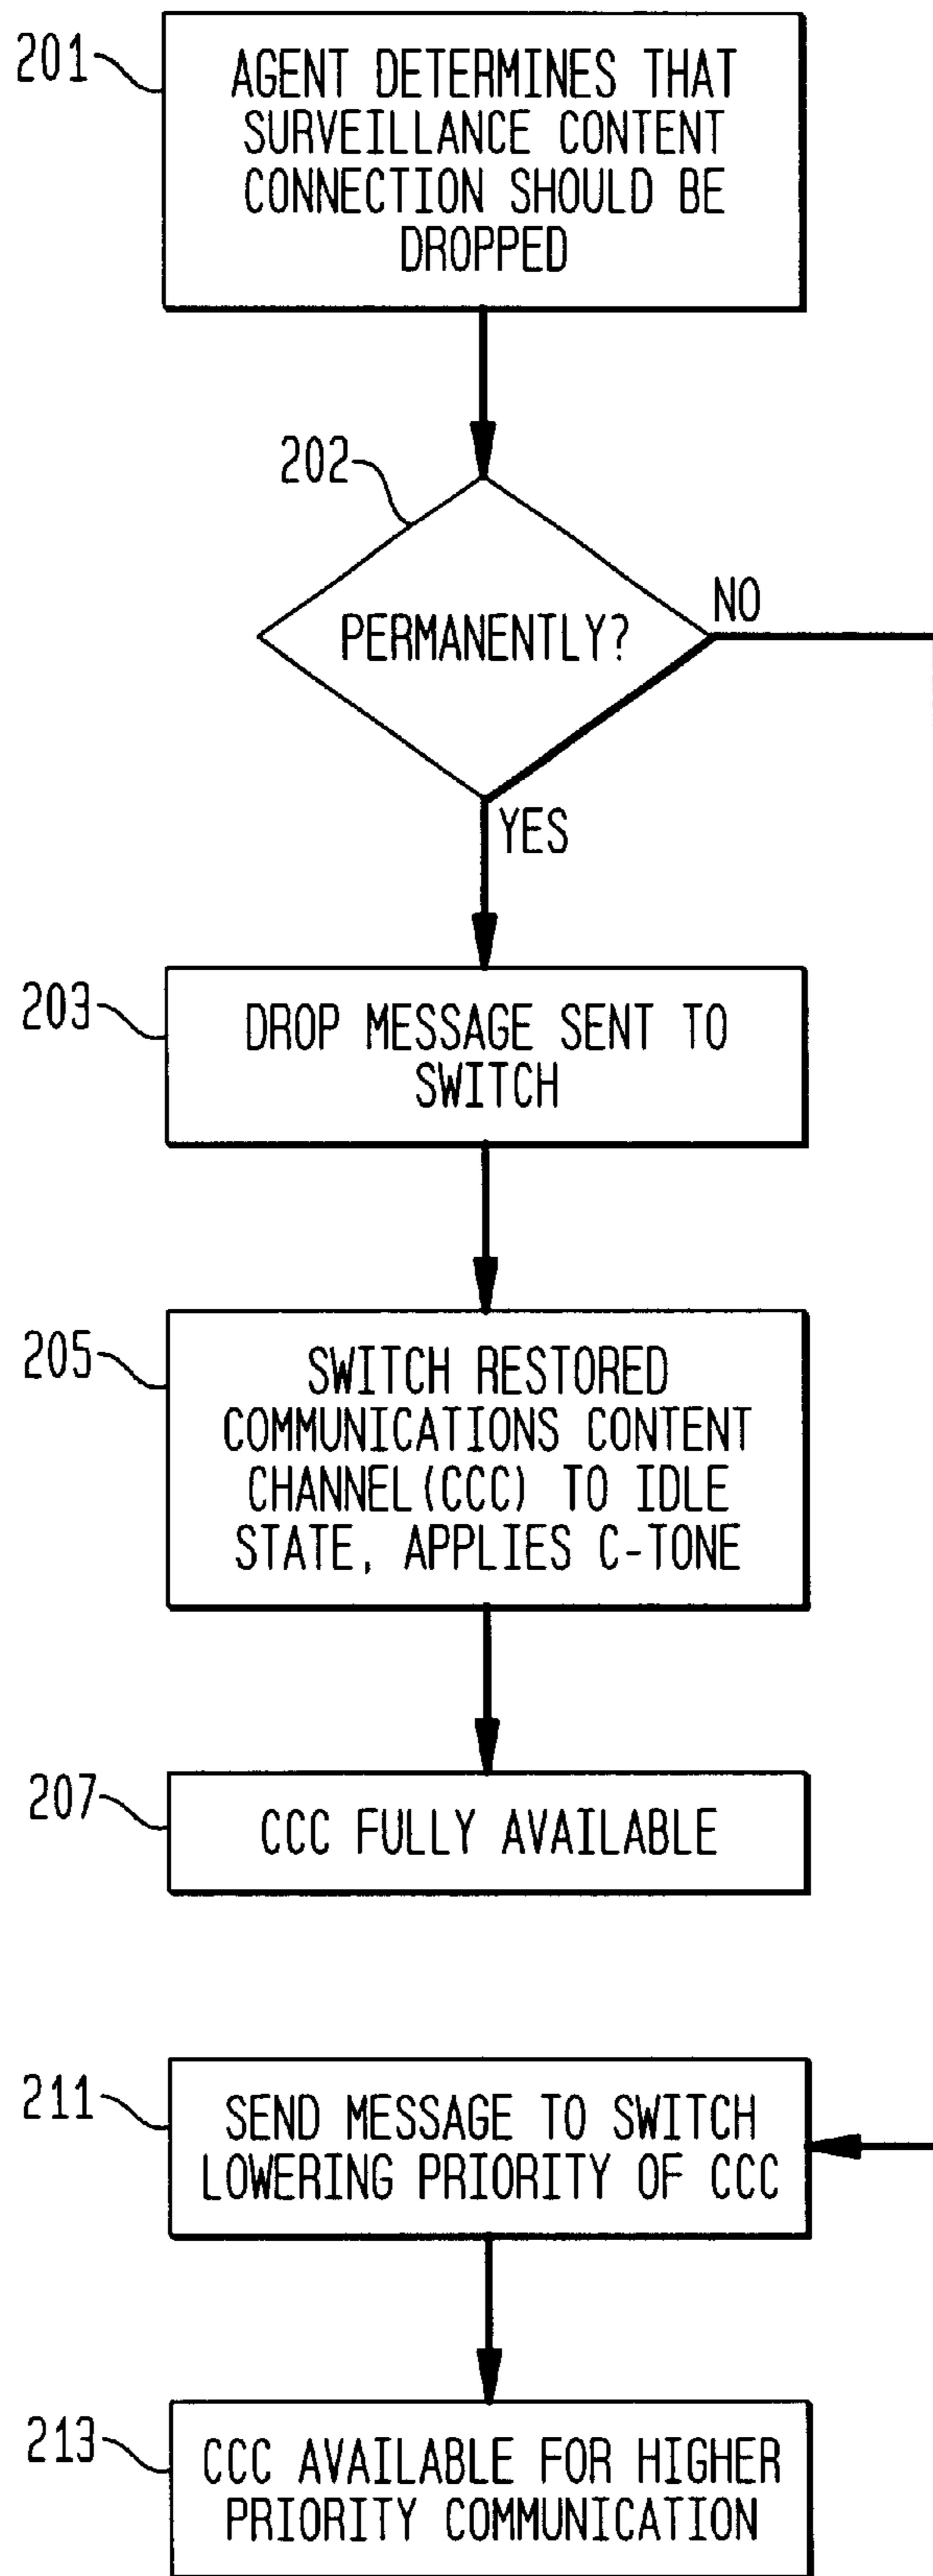 201
AGENT DETERMINES THAT
SURVEILLANCE CONTENT
CONNECTION SHOULD BE
DROPPED
202
PERMANENTLY?
NO
YES
203
DROP MESSAGE SENT TO
SWITCH
205
SWITCH RESTORED
COMMUNICATIONS CONTENT
CHANNEL(CCC) TO IDLE
STATE, APPLIES C-TONE
207
CCC FULLY AVAILABLE
211
SEND MESSAGE TO SWITCH
LOWERING PRIORITY OF CCC
213
CCC AVAILABLE FOR HIGHER
PRIORITY COMMUNICATION